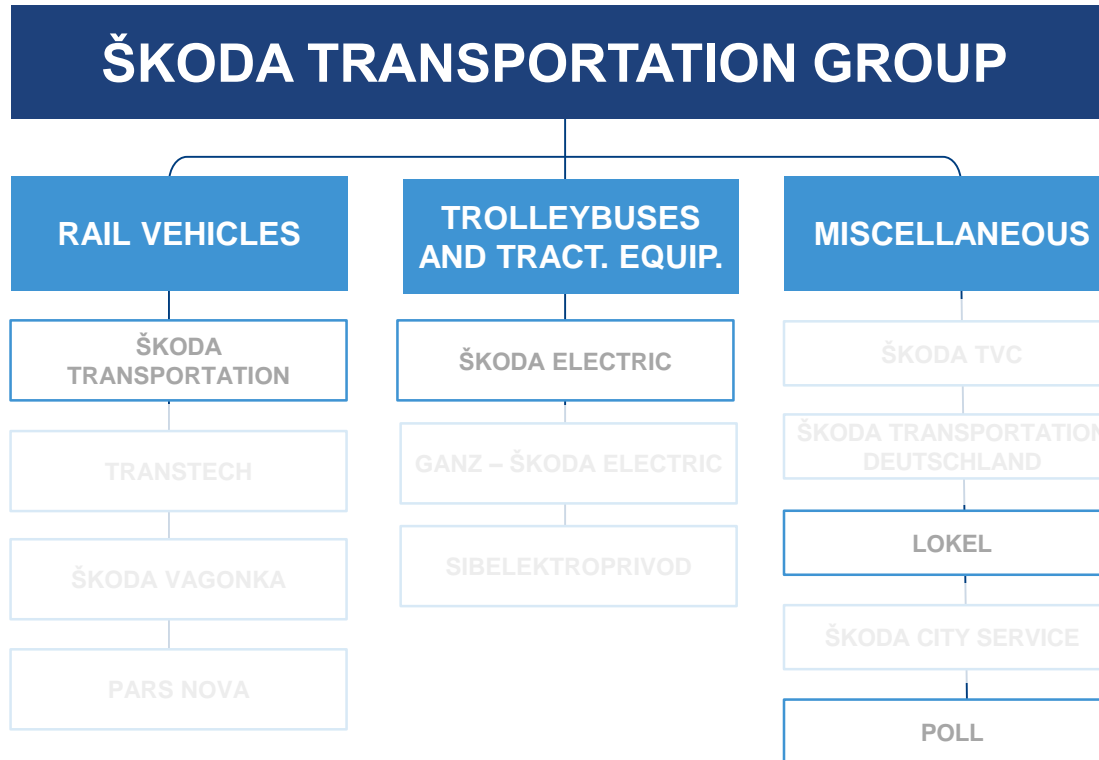 ŠKODA TRANSPORTATION GROUP
RAIL VEHICLES
ŠKODA
TRANSPORTATION
TRANSTECH
ŠKODA VAGONKA
PARS NOVA
TROLLEYBUSES
AND TRACT. EQUIP.
ŠKODA ELECTRIC
GANZ – ŠKODA ELECTRIC
SIBELEKTROPRIVOD
MISCELLANEOUS
ŠKODA TVC
ŠKODA TRANSPORTATION
DEUTSCHLAND
LOKEL
ŠKODA CITY SERVICE
POLL